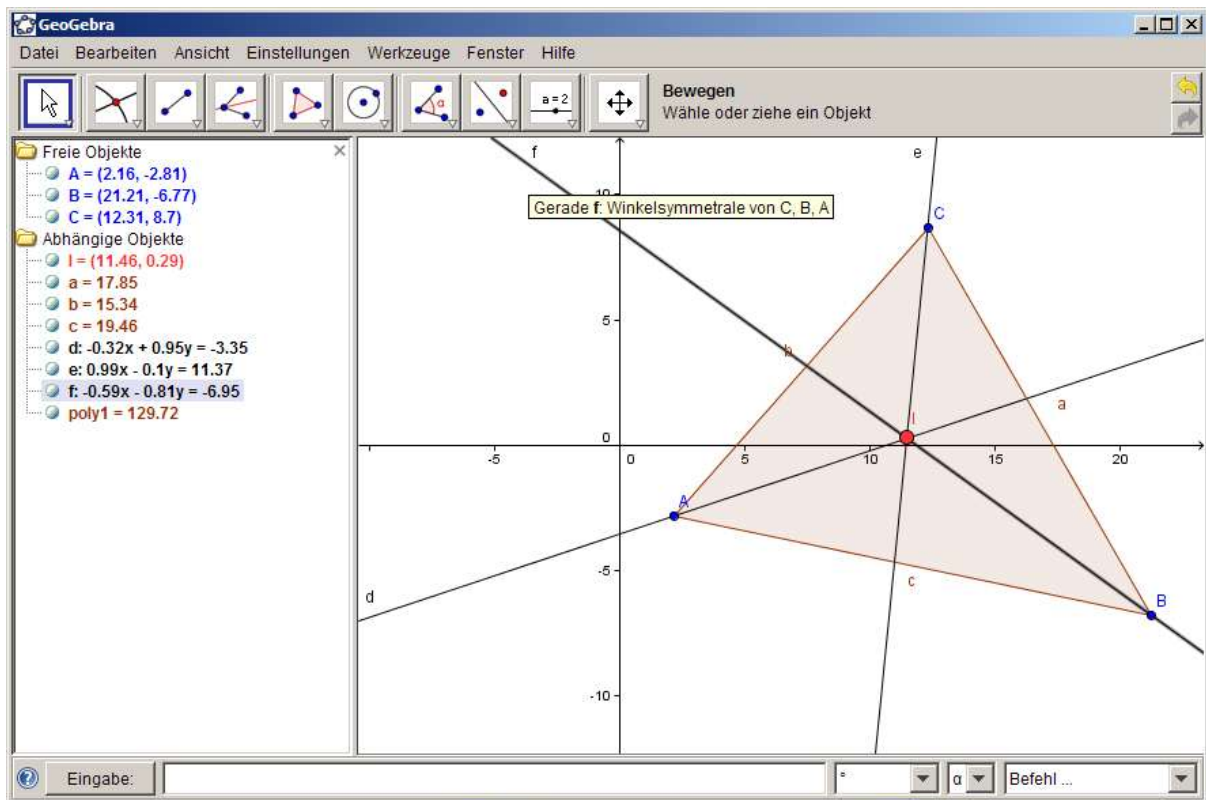 GeoGebra
Datei Bearbeiten Ansicht Einstellungen Werkzeuge Fenster Hilfe
α
a = 2
Bewegen
Wähle oder ziehe ein Objekt
Freie Objekte
A = (2.16, -2.81)
B = (21.21, -6.77)
C = (12.31, 8.7)
Abhängige Objekte
I = (11.46, 0.29)
a = 17.85
b = 15.34
c = 19.46
d: -0.32x + 0.95y = -3.35
e: 0.99x - 0.1y = 11.37
f: -0.59x - 0.81y = -6.95
poly1 = 129.72
f
e
10
Gerade f: Winkelsymmetrale von C, B, A
C
5
b
a
I
0
-5 0 5 10 15 20
A
-5
c
d
B
-10
Eingabe:
° α Befehl ...